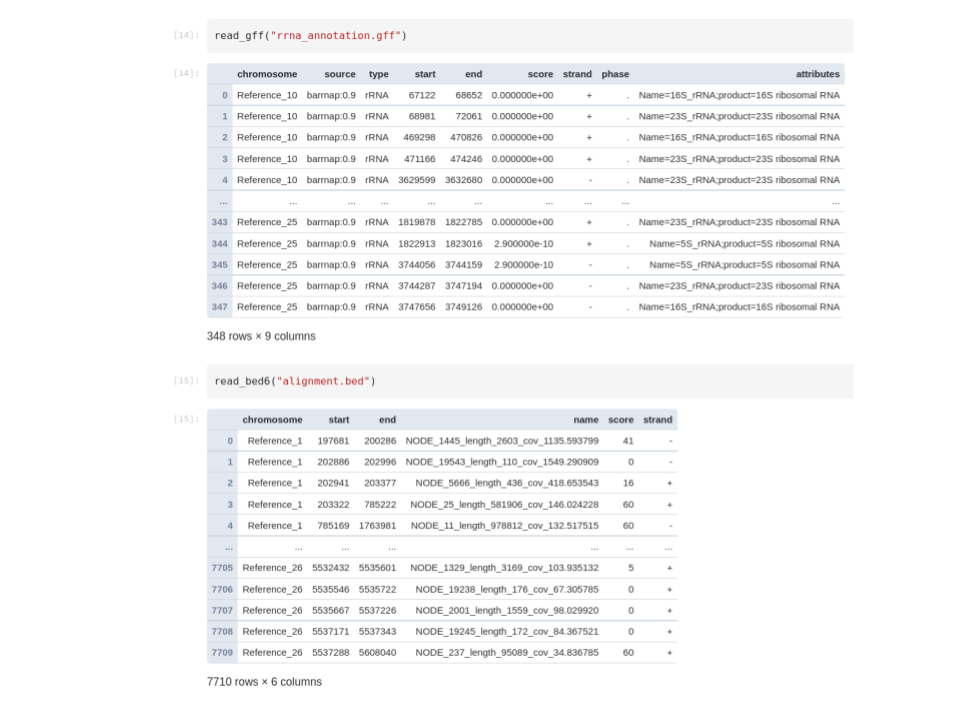 [14]: read_gff("rrna_annotation.gff")
[14]: chromosome source type start end score strand phase attributes
0 Reference_10 barrnap:0.9 rRNA 67122 68652 0.000000e+00 + . Name=16S_rRNA;product=16S ribosomal RNA
1 Reference_10 barrnap:0.9 rRNA 68981 72061 0.000000e+00 + . Name=23S_rRNA;product=23S ribosomal RNA
2 Reference_10 barrnap:0.9 rRNA 469298 470826 0.000000e+00 + . Name=16S_rRNA;product=16S ribosomal RNA
3 Reference_10 barrnap:0.9 rRNA 471166 474246 0.000000e+00 + . Name=23S_rRNA;product=23S ribosomal RNA
4 Reference_10 barrnap:0.9 rRNA 3629599 3632680 0.000000e+00 - . Name=23S_rRNA;product=23S ribosomal RNA
... ... ... ... ... ... ... ... ... ...
343 Reference_25 barrnap:0.9 rRNA 1819878 1822785 0.000000e+00 + . Name=23S_rRNA;product=23S ribosomal RNA
344 Reference_25 barrnap:0.9 rRNA 1822913 1823016 2.900000e-10 + . Name=5S_rRNA;product=5S ribosomal RNA
345 Reference_25 barrnap:0.9 rRNA 3744056 3744159 2.900000e-10 - . Name=5S_rRNA;product=5S ribosomal RNA
346 Reference_25 barrnap:0.9 rRNA 3744287 3747194 0.000000e+00 - . Name=23S_rRNA;product=23S ribosomal RNA
347 Reference_25 barrnap:0.9 rRNA 3747656 3749126 0.000000e+00 - . Name=16S_rRNA;product=16S ribosomal RNA
348 rows × 9 columns
[15]: read_bed6("alignment.bed")
[15]: chromosome start end name score strand
0 Reference_1 197681 200286 NODE_1445_length_2603_cov_1135.593799 41 -
1 Reference_1 202886 202996 NODE_19543_length_110_cov_1549.290909 0 -
2 Reference_1 202941 203377 NODE_5666_length_436_cov_418.653543 16 +
3 Reference_1 203322 785222 NODE_25_length_581906_cov_146.024228 60 +
4 Reference_1 785169 1763981 NODE_11_length_978812_cov_132.517515 60 -
... ... ... ... ... ... ...
7705 Reference_26 5532432 5535601 NODE_1329_length_3169_cov_103.935132 5 +
7706 Reference_26 5535546 5535722 NODE_19238_length_176_cov_67.305785 0 +
7707 Reference_26 5535667 5537226 NODE_2001_length_1559_cov_98.029920 0 +
7708 Reference_26 5537171 5537343 NODE_19245_length_172_cov_84.367521 0 +
7709 Reference_26 5537288 5608040 NODE_237_length_95089_cov_34.836785 60 +
7710 rows × 6 columns